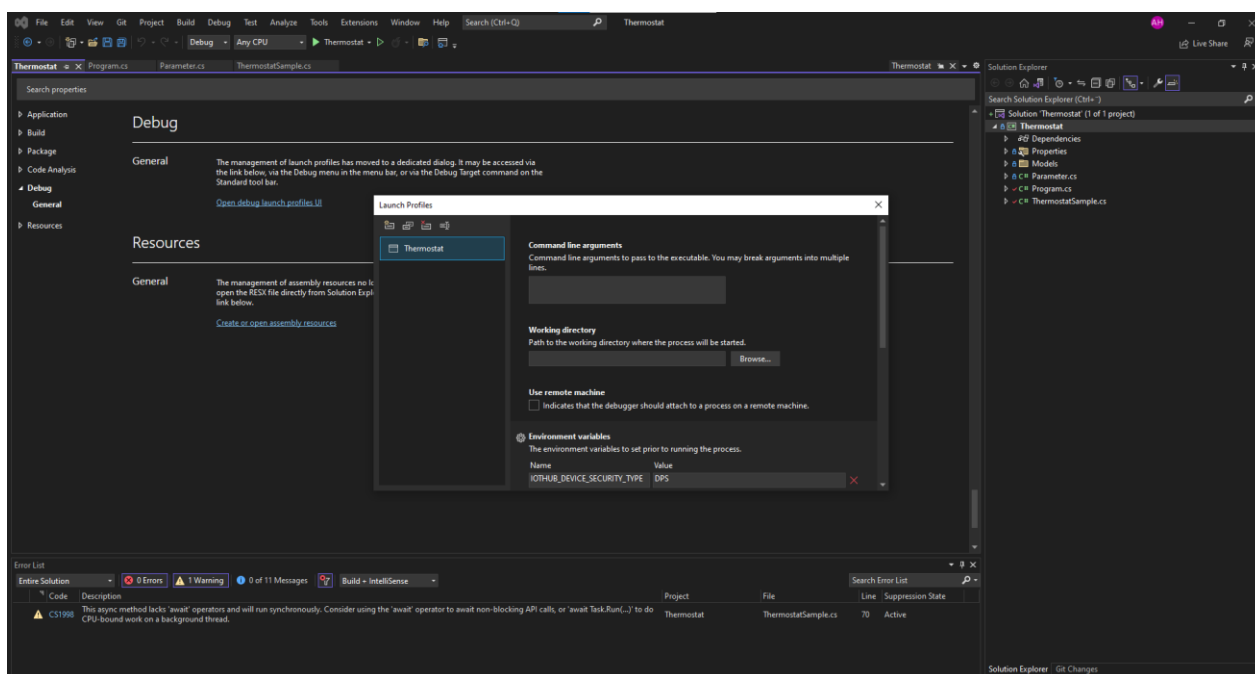 File Edit View Git Project Build Debug Test Analyze Tools Extensions Window Help Search (Ctrl+Q) Thermostat AH
Debug Any CPU Thermostat Live Share
Thermostat Program.cs Parameter.cs ThermostatSample.cs Thermostat
Search properties
Application
Build
Package
Code Analysis
Debug
General
Resources
Debug
General
The management of launch profiles has moved to a dedicated dialog. It may be accessed via
the link below, via the Debug menu in the menu bar, or via the Debug Target command on the
Standard tool bar.
Open debug launch profiles UI
Resources
General
The management of assembly resources no lo
open the RESX file directly from Solution Expl
link below.
Create or open assembly resources
Launch Profiles
Thermostat
Command line arguments
Command line arguments to pass to the executable. You may break arguments into multiple
lines.
Working directory
Path to the working directory where the process will be started.
Browse...
Use remote machine
Indicates that the debugger should attach to a process on a remote machine.
Environment variables
The environment variables to set prior to running the process.
Name Value
IOTHUB_DEVICE_SECURITY_TYPE DPS
Solution Explorer
Search Solution Explorer (Ctrl+¨)
Solution 'Thermostat' (1 of 1 project)
Thermostat
Dependencies
Properties
Models
C# Parameter.cs
C# Program.cs
C# ThermostatSample.cs
Error List
Entire Solution 0 Errors 1 Warning 0 of 11 Messages Build + IntelliSense Search Error List
Code Description Project File Line Suppression State
CS1998 This async method lacks 'await' operators and will run synchronously. Consider using the 'await' operator to await non-blocking API calls, or 'await Task.Run(...)' to do
CPU-bound work on a background thread. Thermostat ThermostatSample.cs 70 Active
Solution Explorer Git Changes